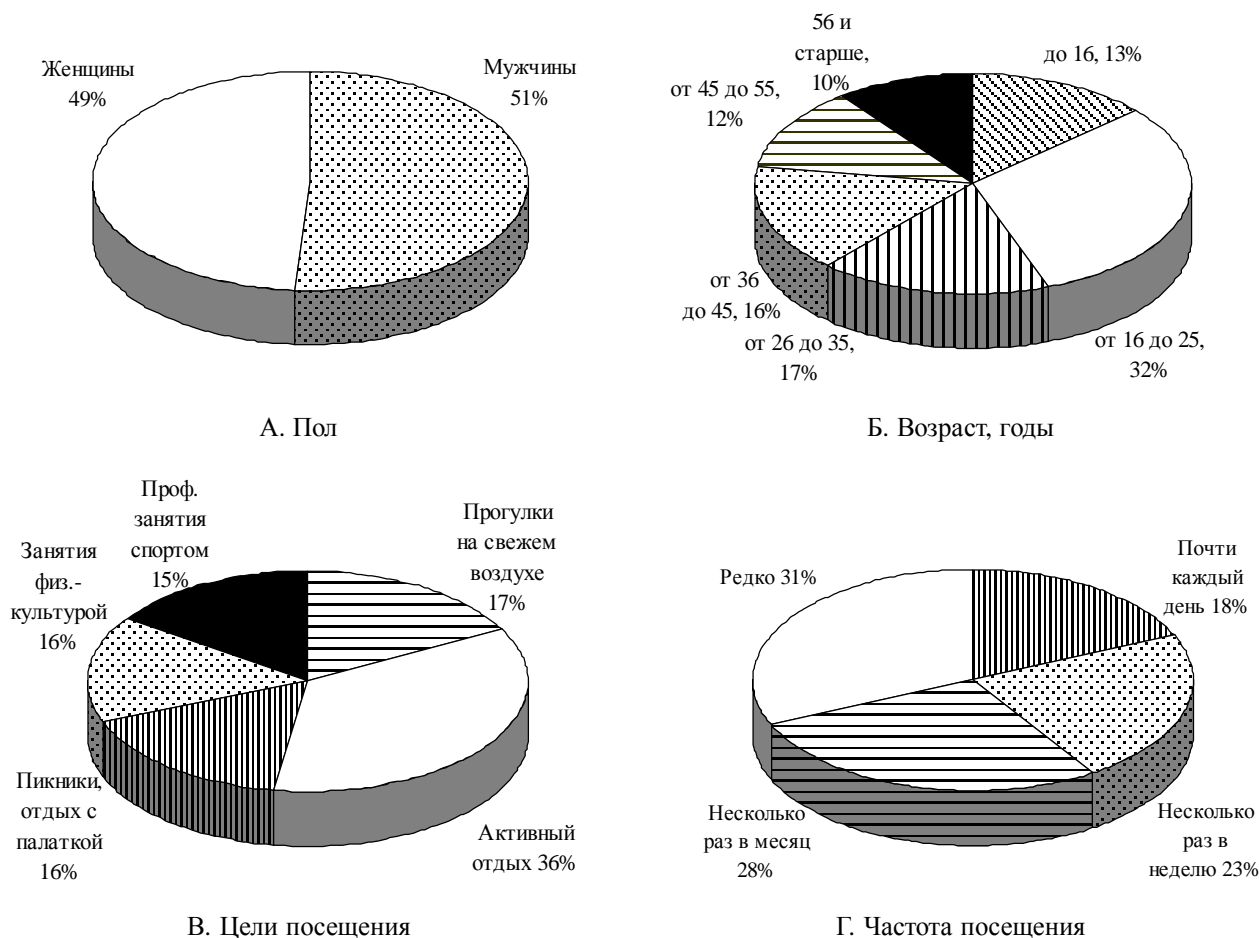 Женщины
49%
Мужчины
51%
А. Пол
56 и
старше,
10%
до 16, 13%
от 45 до 55,
12%
от 36
до 45, 16%
от 26 до 35,
17%
от 16 до 25,
32%
Б. Возраст, годы
Проф.
занятия
спортом
15%
Прогулки
на свежем
воздухе
17%
Занятия
физ.-
культурой
16%
Пикники,
отдых с
палаткой
16%
Активный
отдых 36%
В. Цели посещения
Редко 31%
Почти
каждый
день 18%
Несколько
раз в месяц
28%
Несколько
раз в
неделю 23%
Г. Частота посещения